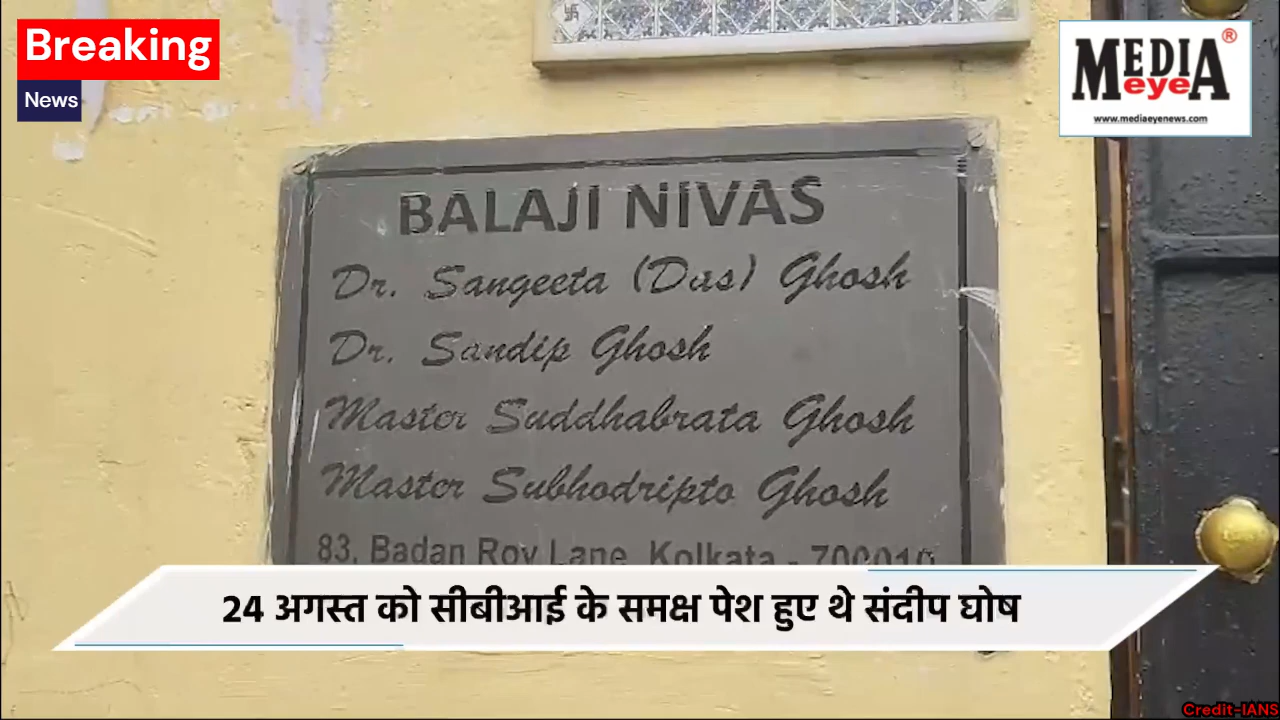 Breaking
News
MEDIA
eye
®
www.mediaeyenews.com
BALAJI NIVAS
Dr. Sangeeta (Das) Ghosh
Dr. Sandip Ghosh
Master Suddhabrata Ghosh
Master Subhodripto Ghosh
83, Badan Roy Lane, Kolkata - 700010
24 अगस्त को सीबीआई के समक्ष पेश हुए थे संदीप घोष
Credit-IANS